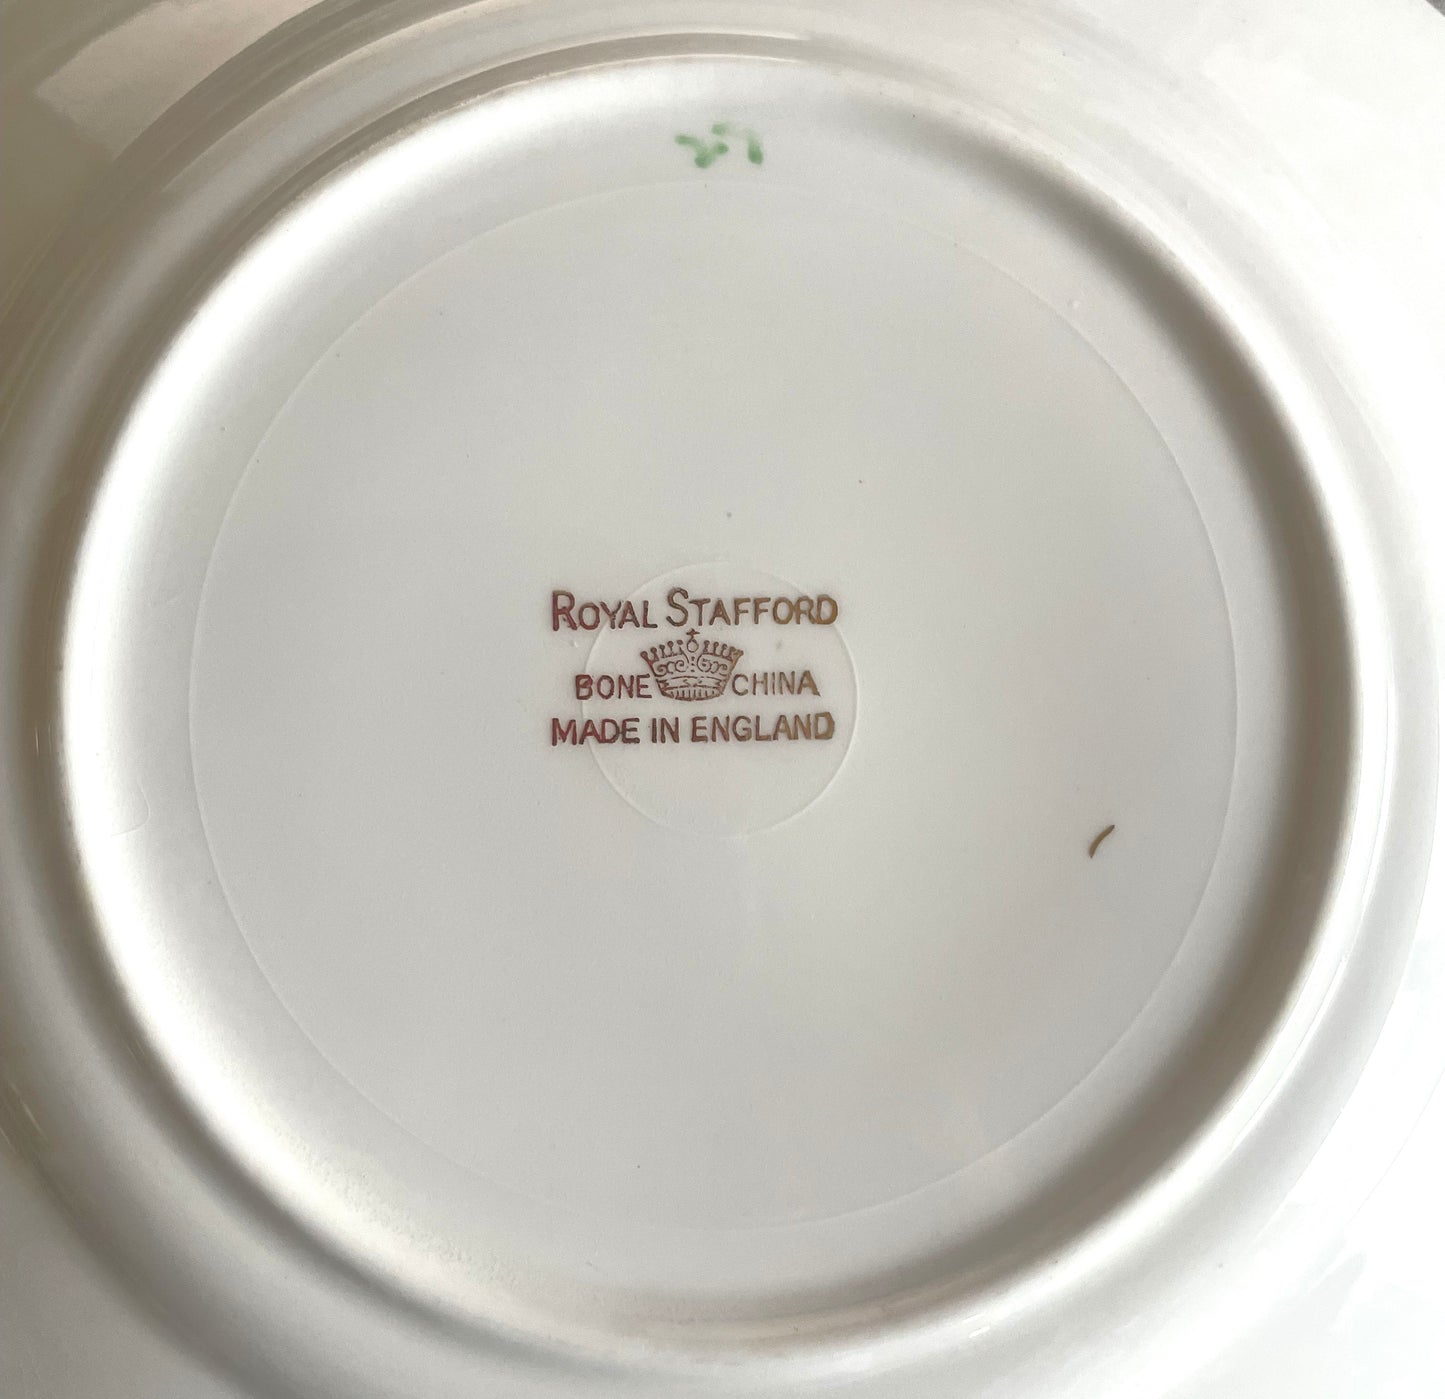 ROYAL STAFFORD
BONE CHINA
MADE IN ENGLAND